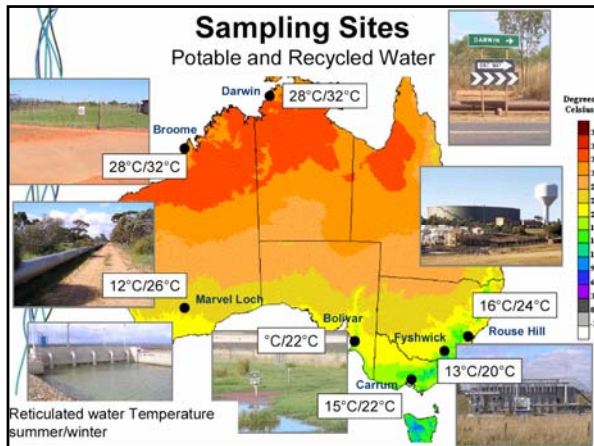 Sampling Sites
Potable and Recycled Water
DARWIN
Darwin
28°C/32°C
Degrees
Celsius
Broome
28°C/32°C
12°C/26°C
Marvel Loch
16°C/24°C
Bolivar
Rouse Hill
°C/22°C
Fyshwick
13°C/20°C
Carrum
15°C/22°C
Reticulated water Temperature
summer/winter